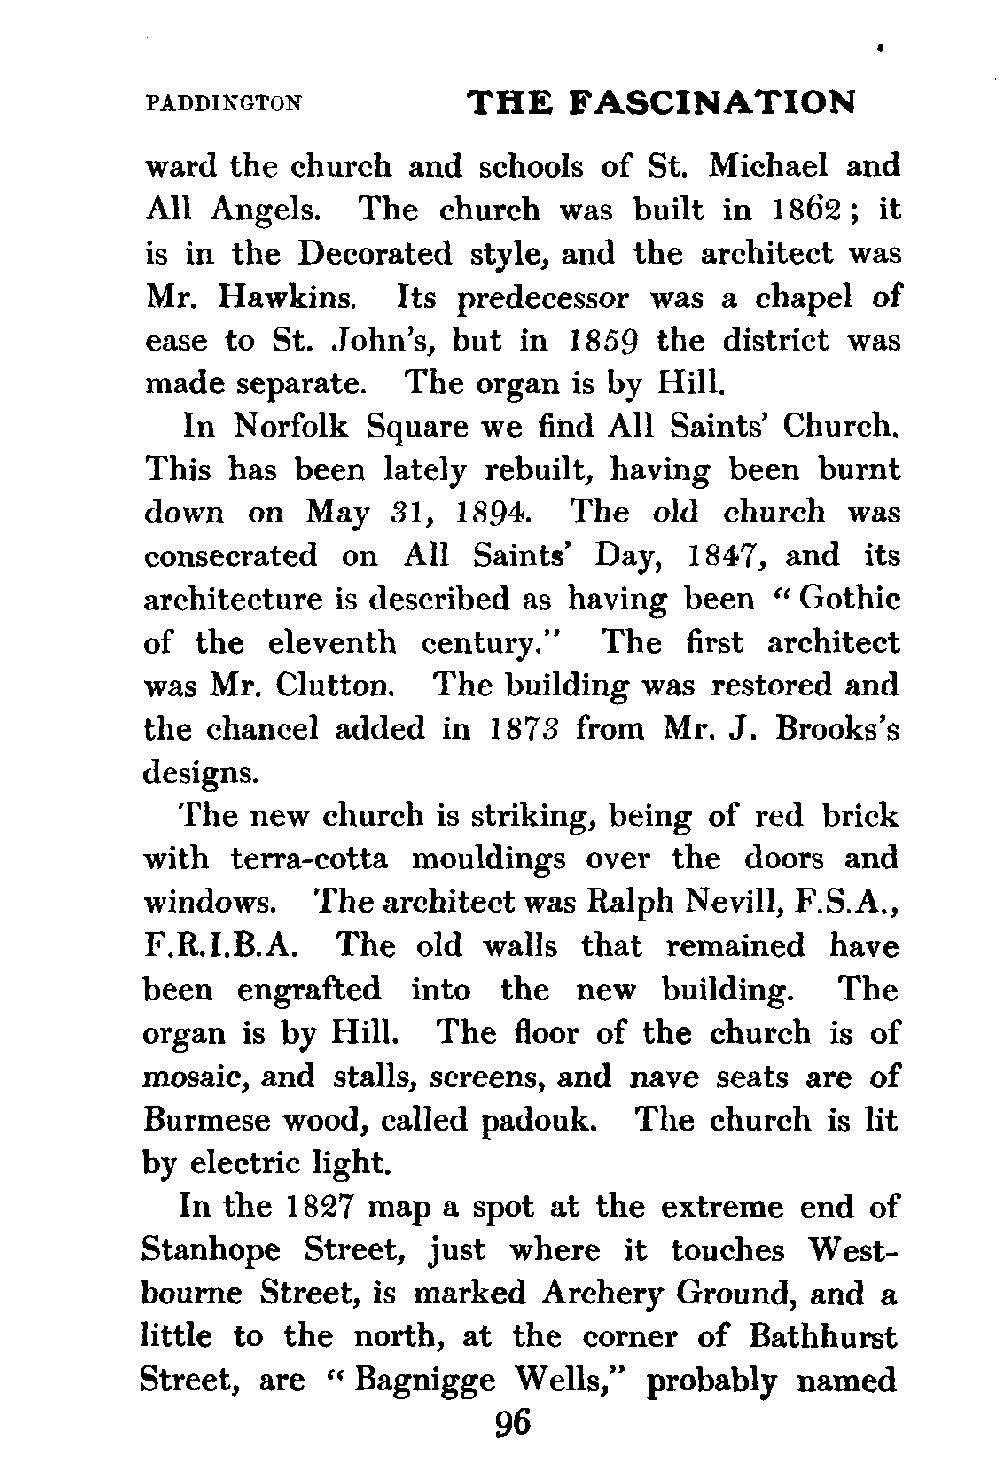 PADDINGTON THE FASCINATION
ward the church and schools of St. Michael and
All Angels. The church was built in 1862; it
is in the Decorated style, and the architect was
Mr. Hawkins. Its predecessor was a chapel of
ease to St. John's, but in 1859 the district was
made separate. The organ is by Hill.
In Norfolk Square we find All Saints' Church.
This has been lately rebuilt, having been burnt
down on May 31, 1894. The old church was
consecrated on All Saints' Day, 1847, and its
architecture is described as having been "Gothic
of the eleventh century." The first architect
was Mr. Clutton. The building was restored and
the chancel added in 1873 from Mr. J. Brooks's
designs.
The new church is striking, being of red brick
with terra-cotta mouldings over the doors and
windows. The architect was Ralph Nevill, F.S.A.,
F.R.I.B.A. The old walls that remained have
been engrafted into the new building. The
organ is by Hill. The floor of the church is of
mosaic, and stalls, screens, and nave seats are of
Burmese wood, called padouk. The church is lit
by electric light.
In the 1827 map a spot at the extreme end of
Stanhope Street, just where it touches West-
bourne Street, is marked Archery Ground, and a
little to the north, at the corner of Bathhurst
Street, are "Bagnigge Wells," probably named
96